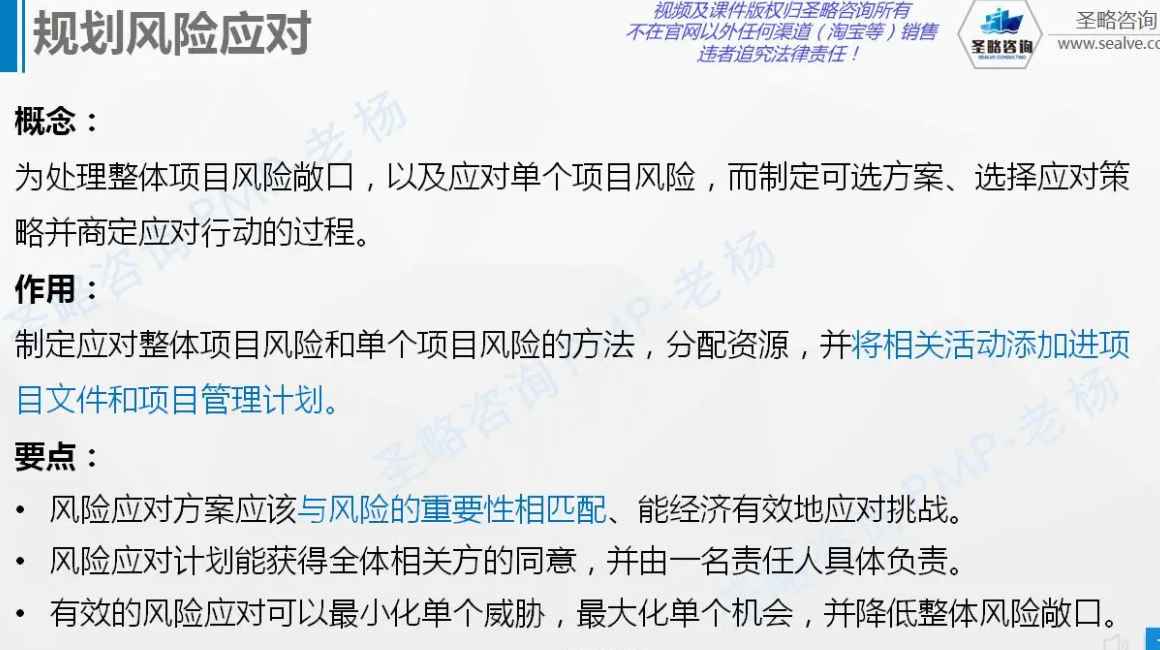 规划风险应对
视频及课件版权归圣略咨询所有
不在官网以外任何渠道（淘宝等）销售
违者追究法律责任！
圣略咨询
SEALVE CONSULTING
圣略咨询
www.sealve.co
概念：
为处理整体项目风险敞口，以及应对单个项目风险，而制定可选方案、选择应对策
略并商定应对行动的过程。
作用：
制定应对整体项目风险和单个项目风险的方法，分配资源，并将相关活动添加进项
目文件和项目管理计划。
要点：
• 风险应对方案应该与风险的重要性相匹配、能经济有效地应对挑战。
• 风险应对计划能获得全体相关方的同意，并由一名责任人具体负责。
• 有效的风险应对可以最小化单个威胁，最大化单个机会，并降低整体风险敞口。
圣略咨询PMP-老杨
圣略咨询PMP-老杨
圣略咨询PMP-老杨